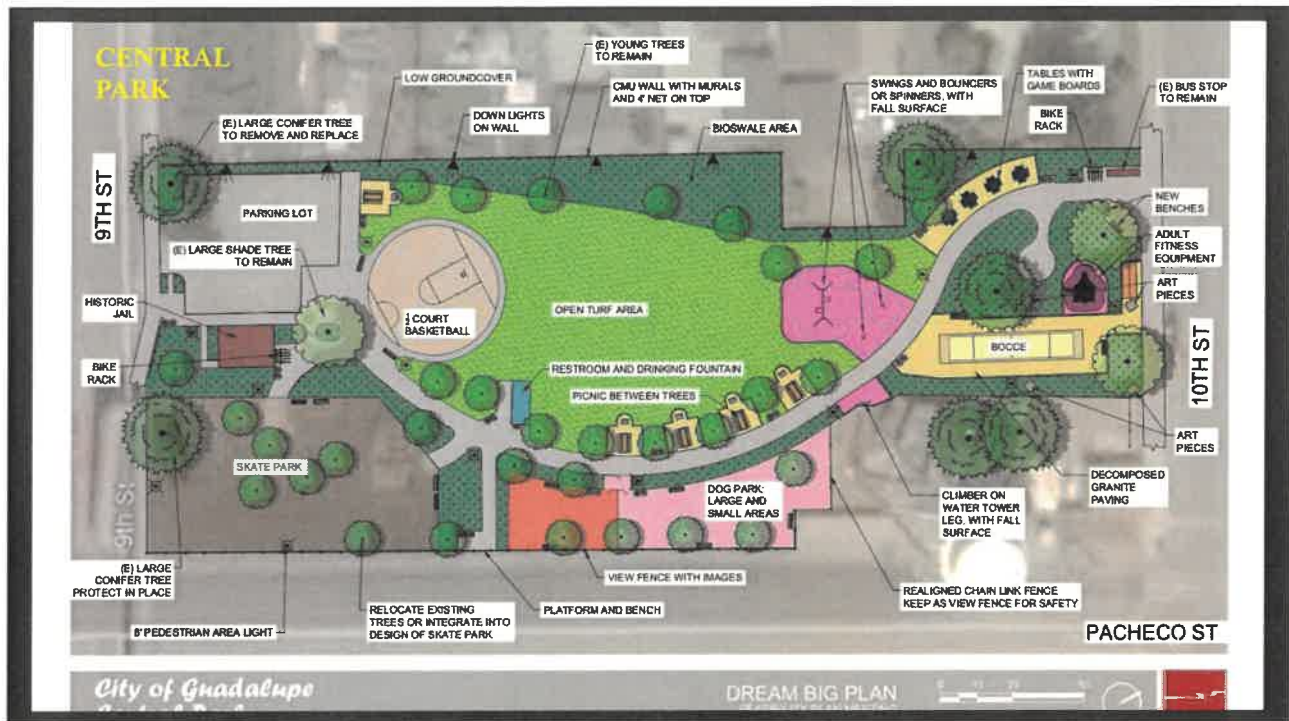 CENTRAL
PARK
(E) YOUNG TREES
TO REMAIN
LOW GROUNDCOVER
CMU WALL WITH MURALS
AND 4' NET ON TOP
SWINGS AND BOUNCERS
OR SPINNERS, WITH
FALL SURFACE
TABLES WITH
GAME BOARDS
(E) BUS STOP
TO REMAIN
BIKE
RACK
(E) LARGE CONIFER TREE
TO REMOVE AND REPLACE
DOWN LIGHTS
ON WALL
BIOSWALE AREA
9TH ST
PARKING LOT
NEW
BENCHES
(E) LARGE SHADE TREE
TO REMAIN
ADULT
FITNESS
EQUIPMENT
ART
PIECES
HISTORIC
JAIL
½ COURT
BASKETBALL
OPEN TURF AREA
BOCCE
10TH ST
BIKE
RACK
RESTROOM AND DRINKING FOUNTAIN
PICNIC BETWEEN TREES
ART
PIECES
SKATE PARK
DECOMPOSED
GRANITE
PAVING
DOG PARK:
LARGE AND
SMALL AREAS
CLIMBER ON
WATER TOWER
LEG, WITH FALL
SURFACE
9th St
(E) LARGE
CONIFER TREE
PROTECT IN PLACE
VIEW FENCE WITH IMAGES
REALIGNED CHAIN LINK FENCE
KEEP AS VIEW FENCE FOR SAFETY
RELOCATE EXISTING
TREES OR INTEGRATE INTO
DESIGN OF SKATE PARK
PLATFORM AND BENCH
8' PEDESTRIAN AREA LIGHT
PACHECO ST
City of Guadalupe
DREAM BIG PLAN